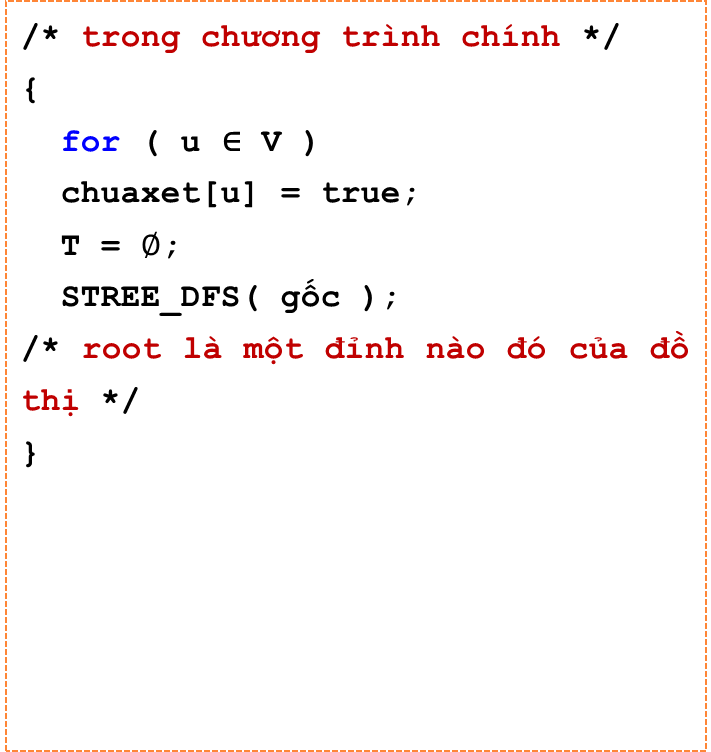 /* trong chương trình chính */
{
for ( u ∈ V )
chuaxet[u] = true;
T = ∅;
STREE_DFS( gốc );
/* root là một đỉnh nào đó của đồ
thị */
}